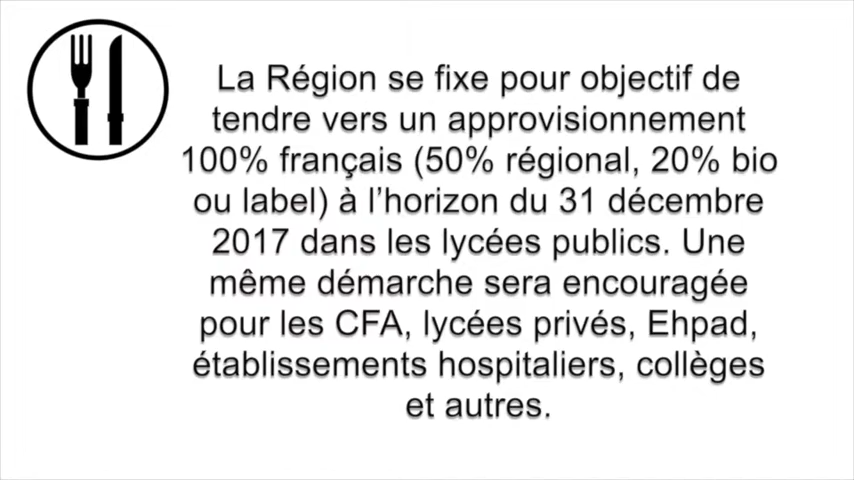 La Région se fixe pour objectif de
tendre vers un approvisionnement
100% français (50% régional, 20% bio
ou label) à l’horizon du 31 décembre
2017 dans les lycées publics. Une
même démarche sera encouragée
pour les CFA, lycées privés, Ehpad,
établissements hospitaliers, collèges
et autres.